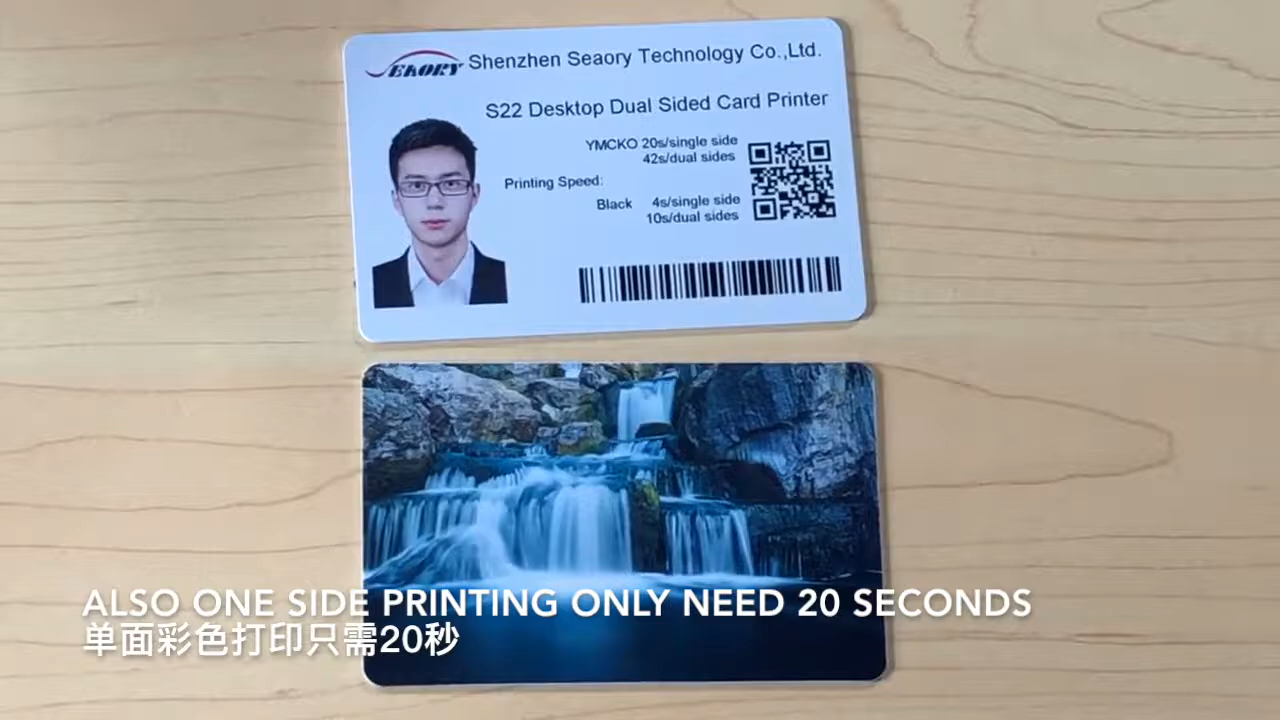 SEAORY Shenzhen Seaory Technology Co.,Ltd.
S22 Desktop Dual Sided Card Printer
YMCKO 20s/single side
42s/dual sides
Printing Speed:
Black 4s/single side
10s/dual sides
ALSO ONE SIDE PRINTING ONLY NEED 20 SECONDS
单面彩色打印只需20秒